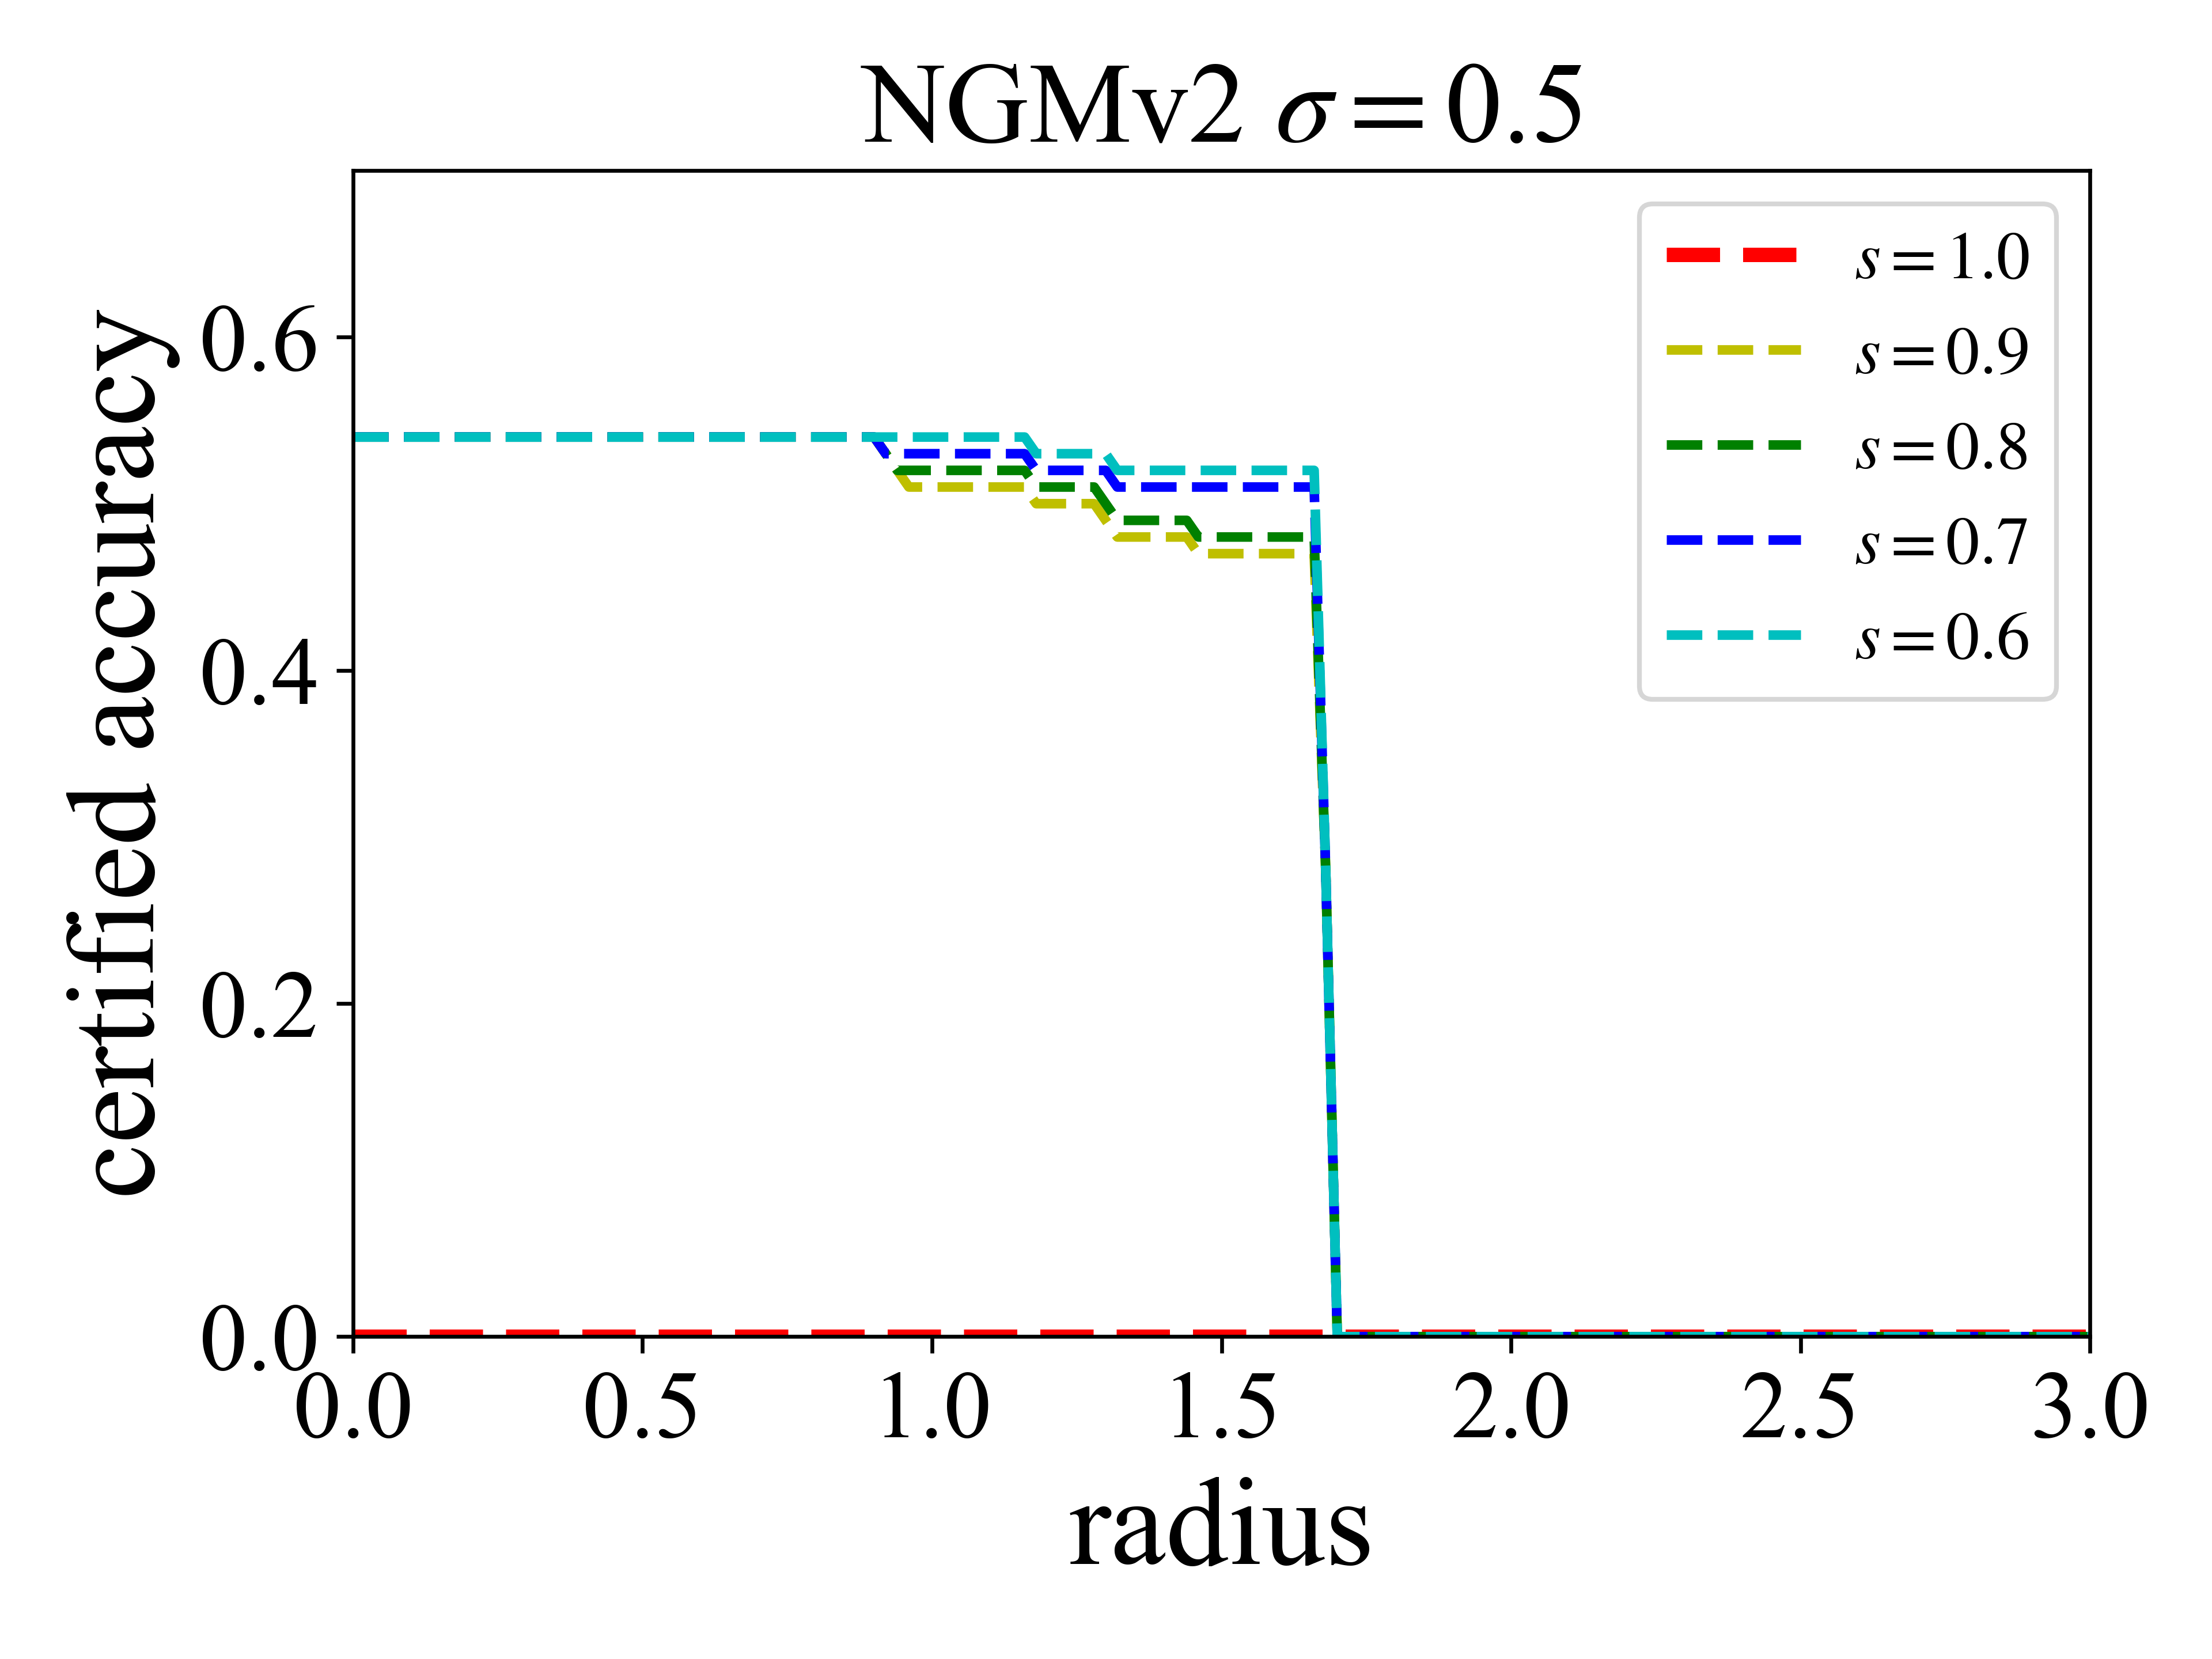 NGMv2 σ = 0.5
certified accuracy
0.6
0.4
0.2
0.0
0.0 0.5 1.0 1.5 2.0 2.5 3.0
radius
s = 1.0
s = 0.9
s = 0.8
s = 0.7
s = 0.6